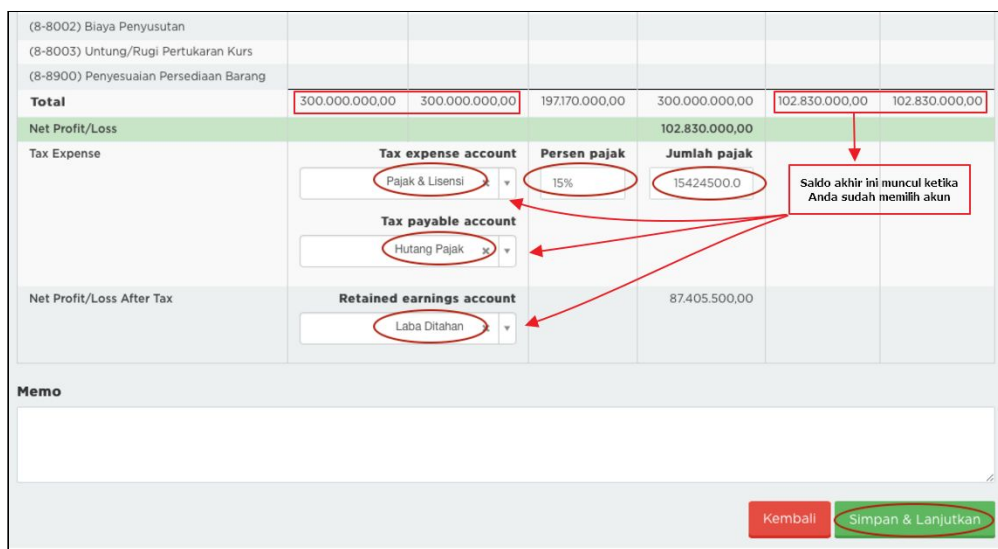 (8-8002) Biaya Penyusutan
(8-8003) Untung/Rugi Pertukaran Kurs
(8-8900) Penyesuaian Persediaan Barang
Total 300.000.000,00 300.000.000,00 197.170.000,00 300.000.000,00 102.830.000,00 102.830.000,00
Net Profit/Loss 102.830.000,00
Tax Expense Tax expense account Persen pajak Jumlah pajak
Pajak & Lisensi × 15% 15424500.0
Saldo akhir ini muncul ketika
Anda sudah memilih akun
Tax payable account
Hutang Pajak ×
Net Profit/Loss After Tax Retained earnings account 87.405.500,00
Laba Ditahan ×
Memo
Kembali Simpan & Lanjutkan